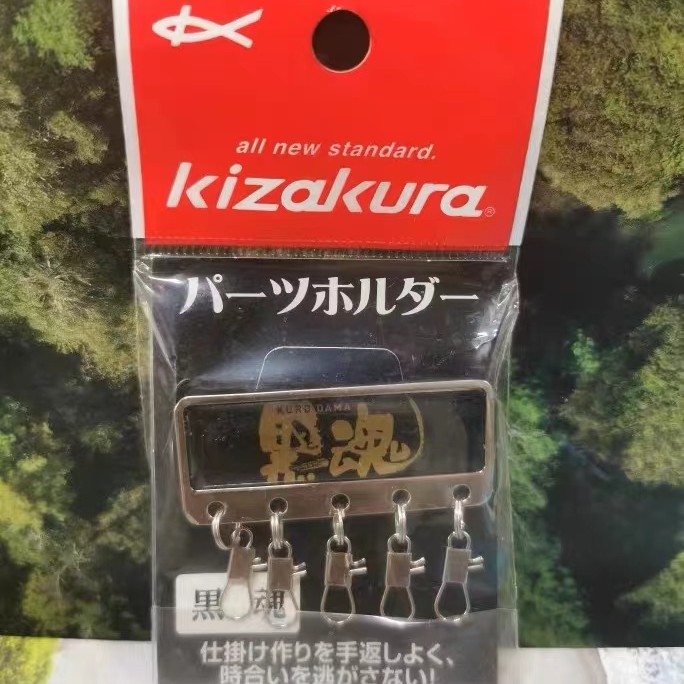 all new standard.
kizakura®
パーツホルダー
KURO DAMA
黒魂
黒魂
仕掛け作りを手返しよく、
時合いを逃がさない!